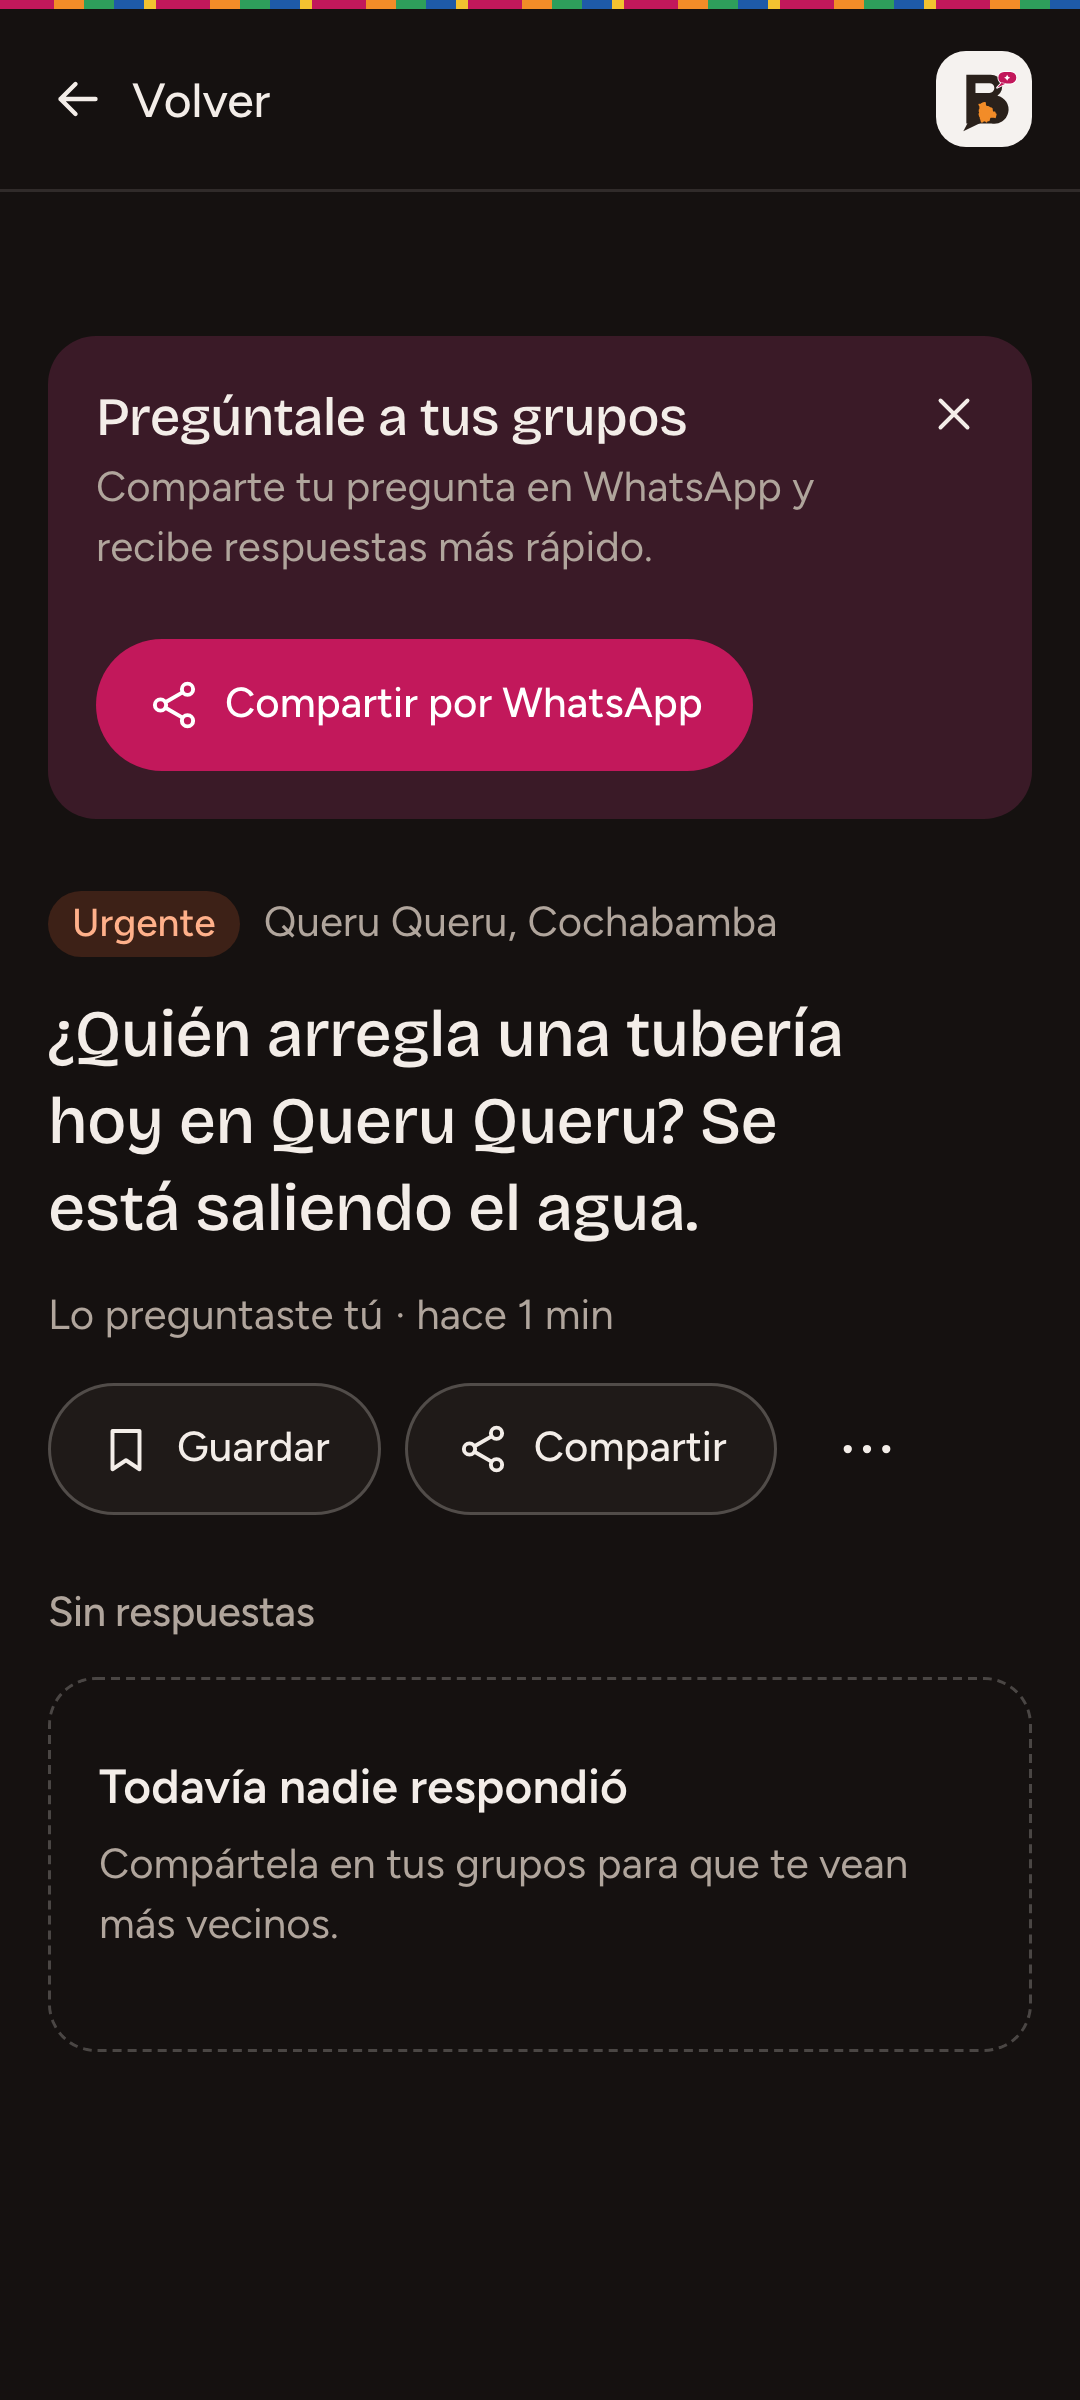 Volver
B
Pregúntale a tus grupos
Comparte tu pregunta en WhatsApp y
recibe respuestas más rápido.
Compartir por WhatsApp
Urgente Queru Queru, Cochabamba
¿Quién arregla una tubería
hoy en Queru Queru? Se
está saliendo el agua.
Lo preguntaste tú · hace 1 min
Guardar Compartir
Sin respuestas
Todavía nadie respondió
Compártela en tus grupos para que te vean
más vecinos.